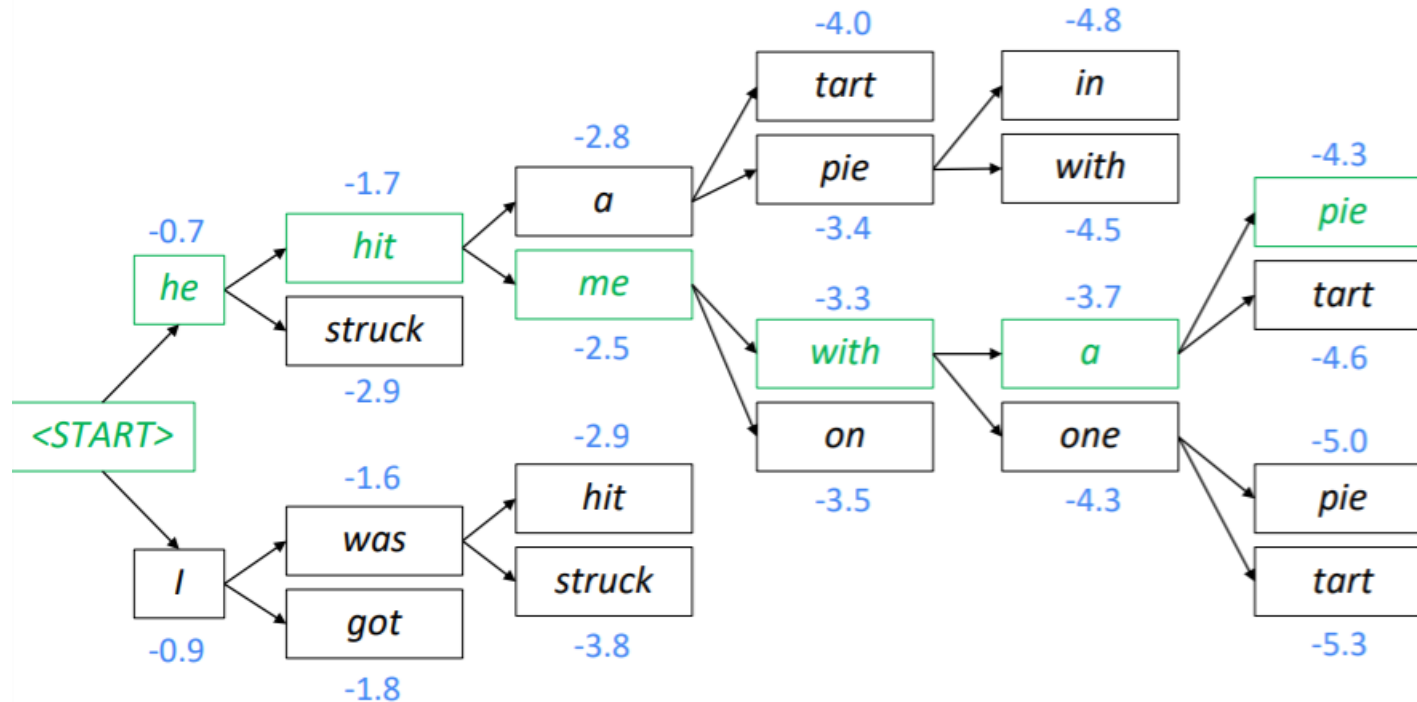 -4.0
-4.8
tart
in
-2.8
-4.3
-1.7
a
pie
with
pie
-0.7
hit
-3.4
-4.5
he
me
-3.3
-3.7
tart
struck
-2.5
with
a
-4.6
-2.9
<START>
-2.9
on
one
-5.0
-1.6
hit
-3.5
-4.3
pie
was
I
struck
tart
got
-0.9
-3.8
-5.3
-1.8